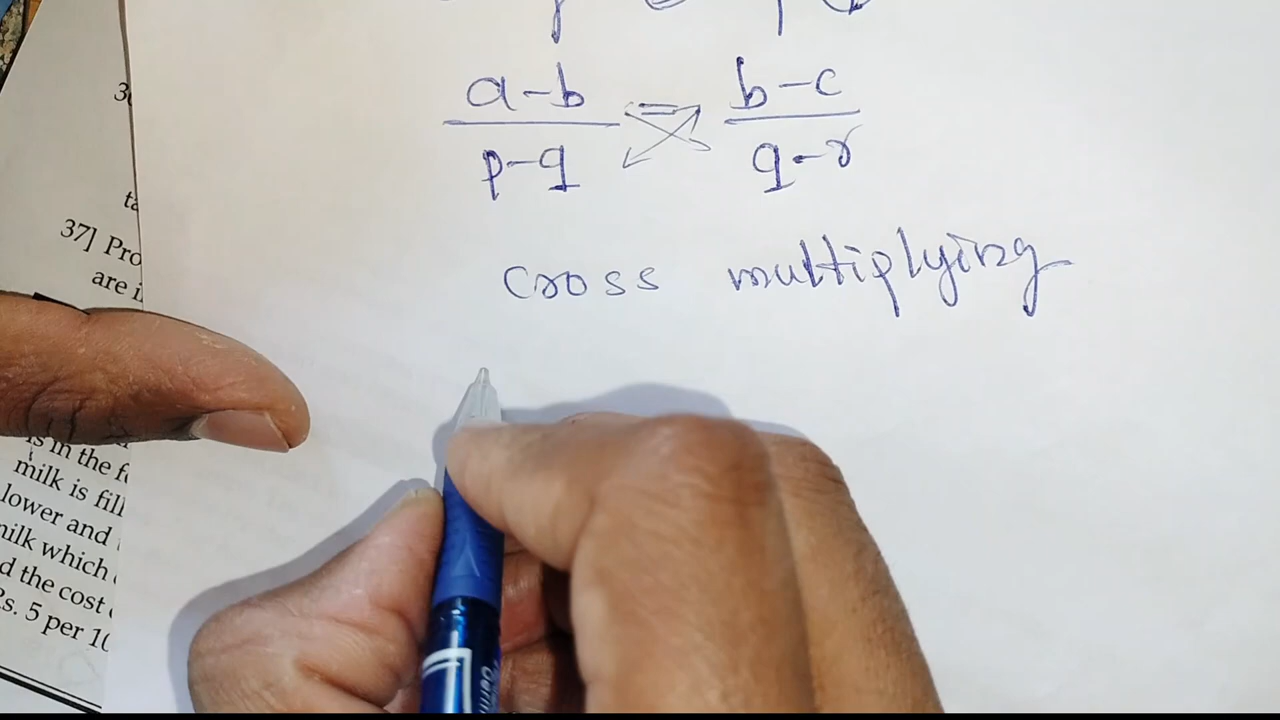 a-b = b-c
p-q q-r
cross multiplying
37] Pro
are i
is in the f
milk is fill
lower and
milk which
d the cost
Rs. 5 per 10